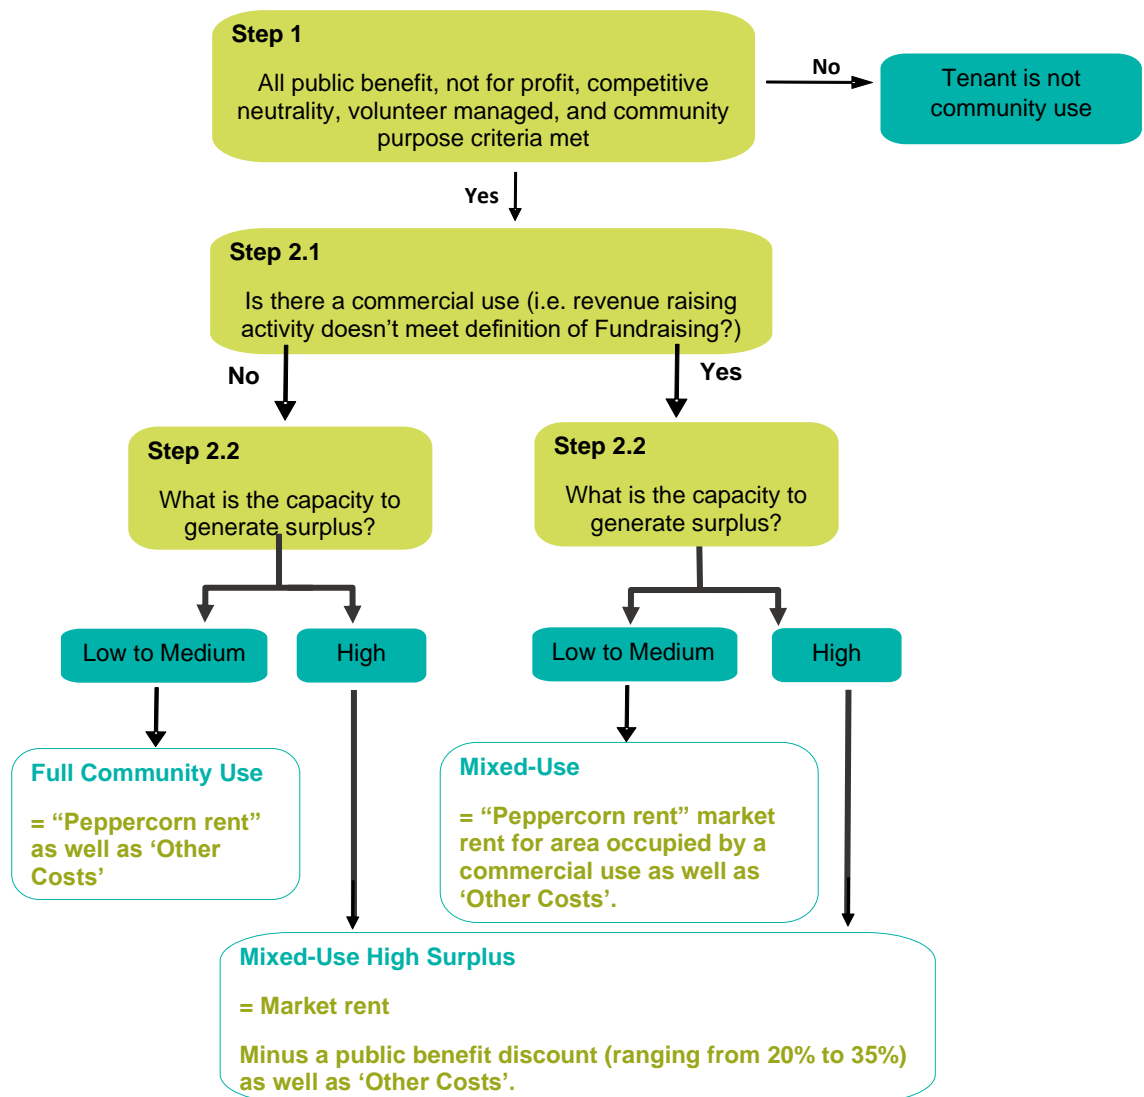 Step 1
All public benefit, not for profit, competitive
neutrality, volunteer managed, and community
purpose criteria met
No
Tenant is not
community use
Yes
Step 2.1
Is there a commercial use (i.e. revenue raising
activity doesn’t meet definition of Fundraising?)
No
Yes
Step 2.2
What is the capacity to
generate surplus?
Step 2.2
What is the capacity to
generate surplus?
Low to Medium
High
Low to Medium
High
Full Community Use
= “Peppercorn rent”
as well as ‘Other
Costs’
Mixed-Use
= “Peppercorn rent” market
rent for area occupied by a
commercial use as well as
‘Other Costs’.
Mixed-Use High Surplus
= Market rent
Minus a public benefit discount (ranging from 20% to 35%)
as well as ‘Other Costs’.